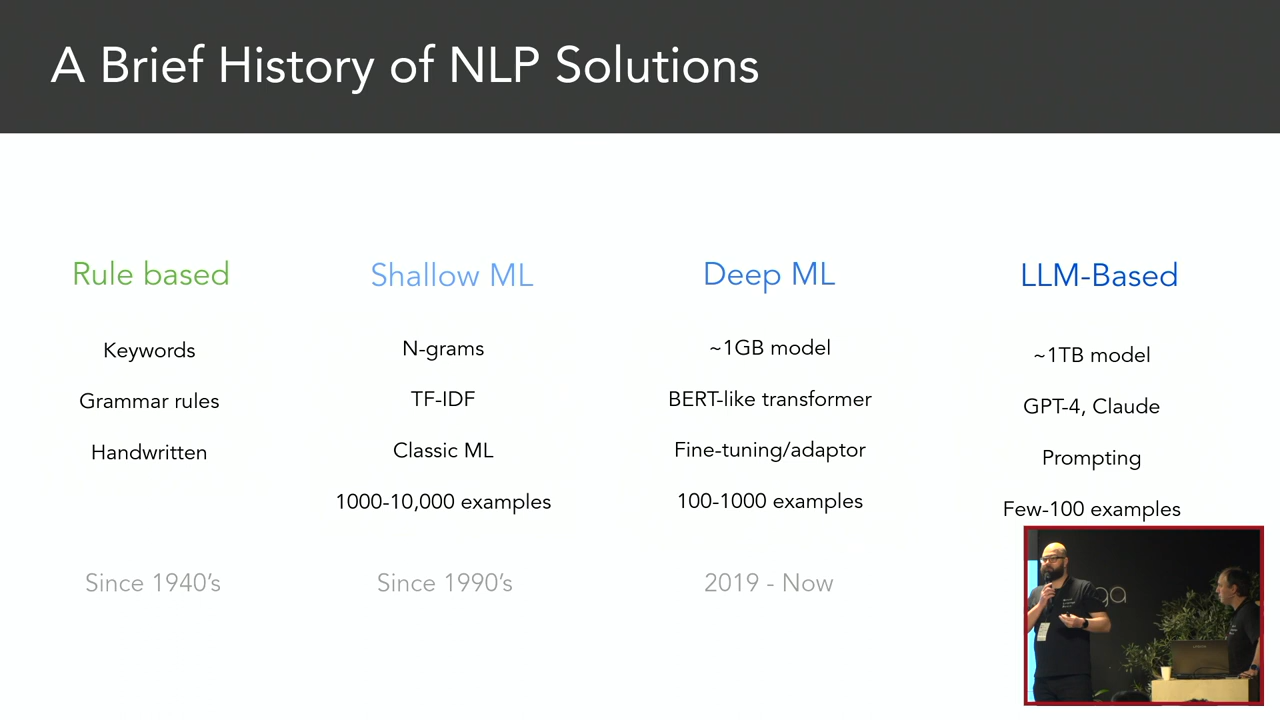 A Brief History of NLP Solutions
Rule based
Keywords
Grammar rules
Handwritten
Since 1940’s
Shallow ML
N-grams
TF-IDF
Classic ML
1000-10,000 examples
Since 1990’s
Deep ML
~1GB model
BERT-like transformer
Fine-tuning/adaptor
100-1000 examples
2019 - Now
LLM-Based
~1TB model
GPT-4, Claude
Prompting
Few-100 examples